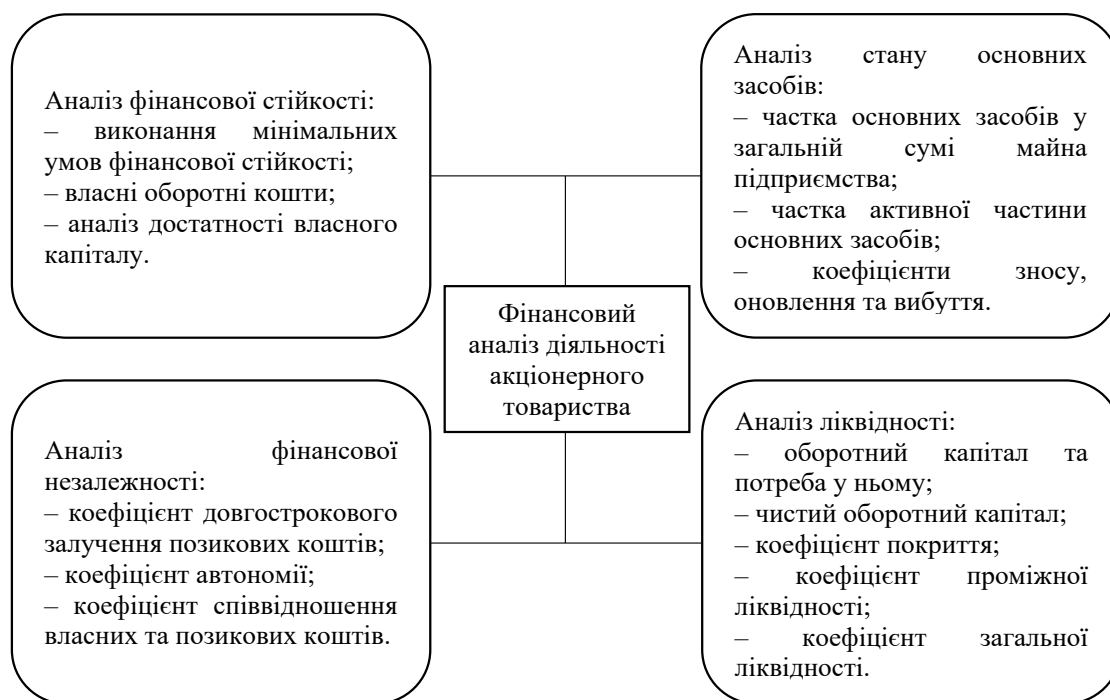 Аналіз фінансової стійкості:
– виконання мінімальних
умов фінансової стійкості;
– власні оборотні кошти;
– аналіз достатності власного
капіталу.
Аналіз стану основних
засобів:
– частка основних засобів у
загальній сумі майна
підприємства;
– частка активної частини
основних засобів;
– коефіцієнти зносу,
оновлення та вибуття.
Фінансовий
аналіз діяльності
акціонерного
товариства
Аналіз фінансової
незалежності:
– коефіцієнт довгострокового
залучення позикових коштів;
– коефіцієнт автономії;
– коефіцієнт співвідношення
власних та позикових коштів.
Аналіз ліквідності:
– оборотний капітал та
потреба у ньому;
– чистий оборотний капітал;
– коефіцієнт покриття;
– коефіцієнт проміжної
ліквідності;
– коефіцієнт загальної
ліквідності.